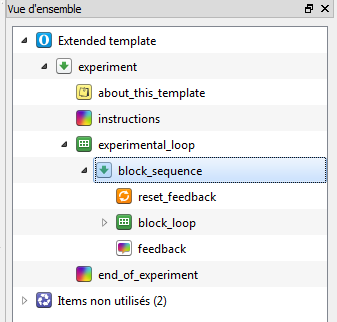 Vue d'ensemble
Extended template
experiment
about_this_template
instructions
experimental_loop
block_sequence
reset_feedback
block_loop
feedback
end_of_experiment
Items non utilisés (2)